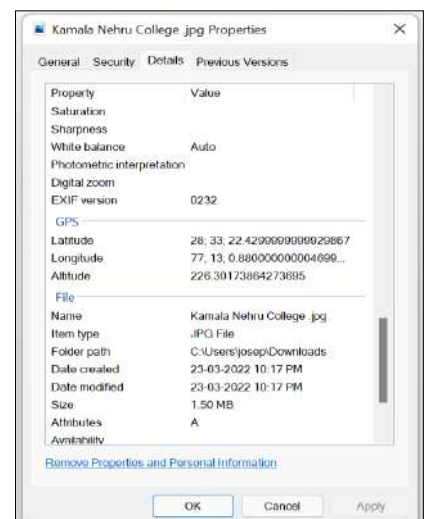 Kamala Nehru College .jpg Properties
General Security Details Previous Versions
Property Value
Saturation
Sharpness
White balance Auto
Photometric interpretation
Digital zoom
EXIF version 0232
GPS
Latitude 28; 33; 22.4299999999929867
Longitude 77; 13; 0.880000000004699...
Altitude 226.30173864273695
File
Name Kamala Nehru College .jpg
Item type JPG File
Folder path C:\Users\josep\Downloads
Date created 23-03-2022 10:17 PM
Date modified 23-03-2022 10:17 PM
Size 1.50 MB
Attributes A
Availability
Remove Properties and Personal Information
OK Cancel Apply